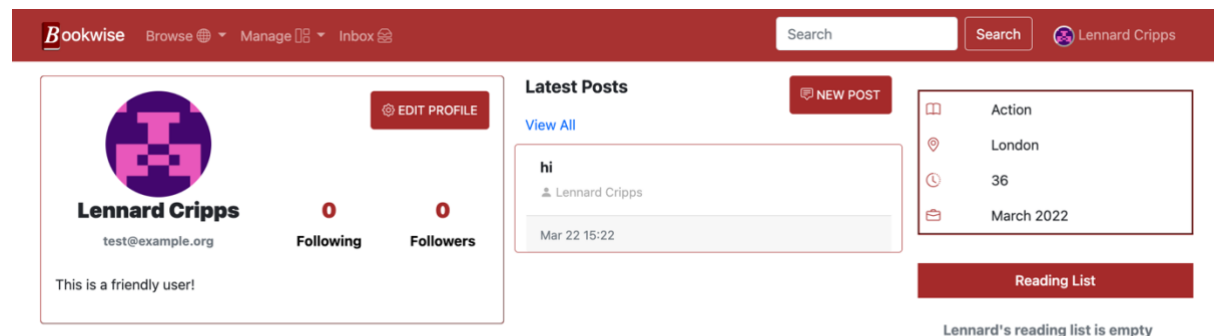 Bookwise Browse Manage Inbox Search Search Lennard Cripps
EDIT PROFILE
Lennard Cripps
test@example.org
0 0
Following Followers
This is a friendly user!
Latest Posts
NEW POST
View All
hi
Lennard Cripps
Mar 22 15:22
Action
London
36
March 2022
Reading List
Lennard's reading list is empty